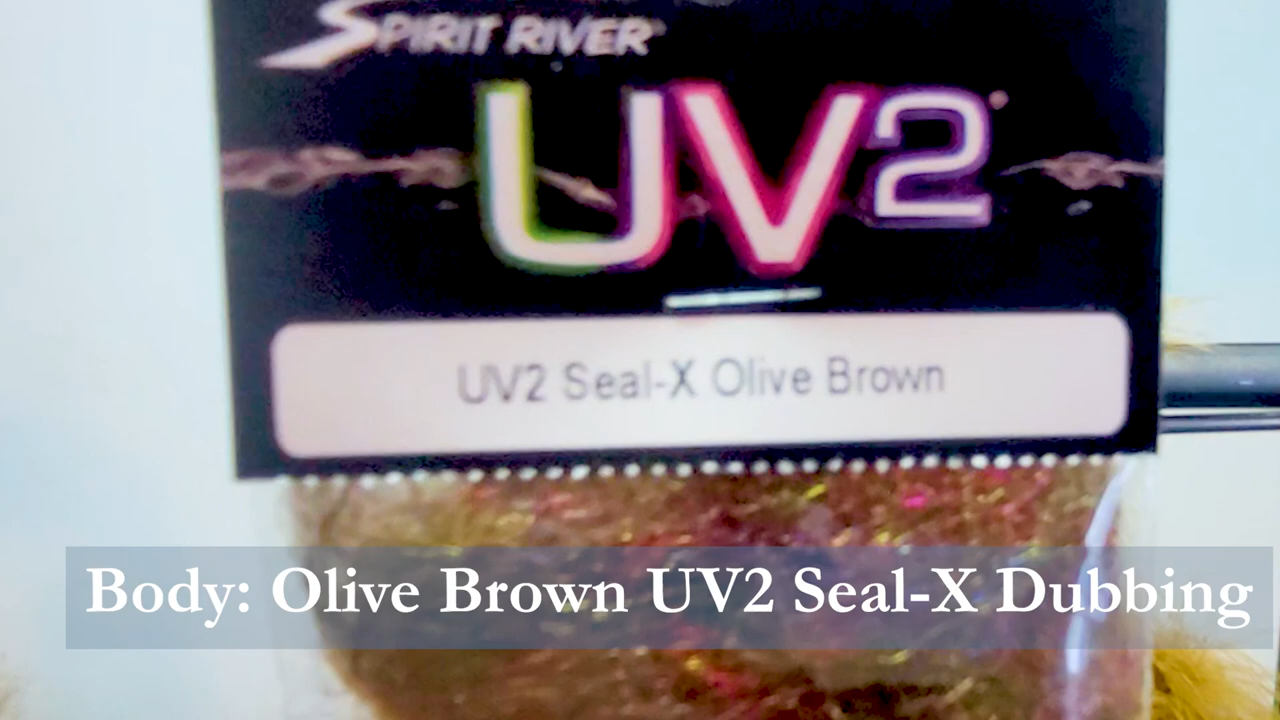 SPIRIT RIVER
UV2
UV2 Seal-X Olive Brown
Body: Olive Brown UV2 Seal-X Dubbing